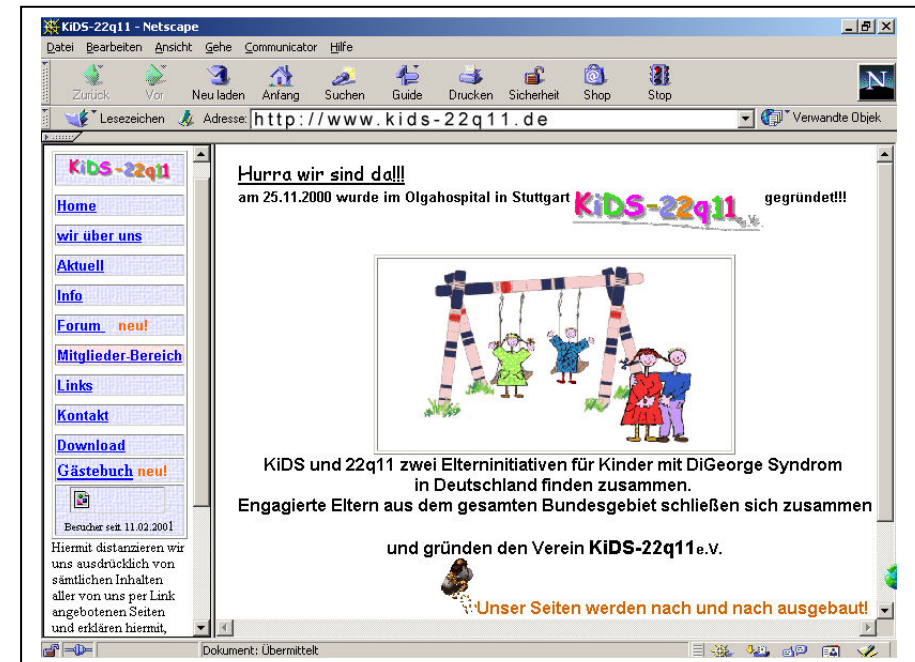 KiDS-22q11 - Netscape
Datei Bearbeiten Ansicht Gehe Communicator Hilfe
Zurück Vor Neu laden Anfang Suchen Guide Drucken Sicherheit Shop Stop
N
Lesezeichen Adresse: http://www.kids-22q11.de Verwandte Objek
KiDS-22q11
Home
wir über uns
Aktuell
Info
Forum neu!
Mitglieder-Bereich
Links
Kontakt
Download
Gästebuch neu!
Besucher seit 11.02.2001
Hiermit distanzieren wir
uns ausdrücklich von
sämtlichen Inhalten
aller von uns per Link
angebotenen Seiten
und erklären hiermit,
Hurra wir sind da!!!
am 25.11.2000 wurde im Olgahospital in Stuttgart KiDS-22q11 e.V. gegründet!!!
KiDS und 22q11 zwei Elterninitiativen für Kinder mit DiGeorge Syndrom
in Deutschland finden zusammen.
Engagierte Eltern aus dem gesamten Bundesgebiet schließen sich zusammen
und gründen den Verein KiDS-22q11e.V.
Unser Seiten werden nach und nach ausgebaut!
Dokument: Übermittelt